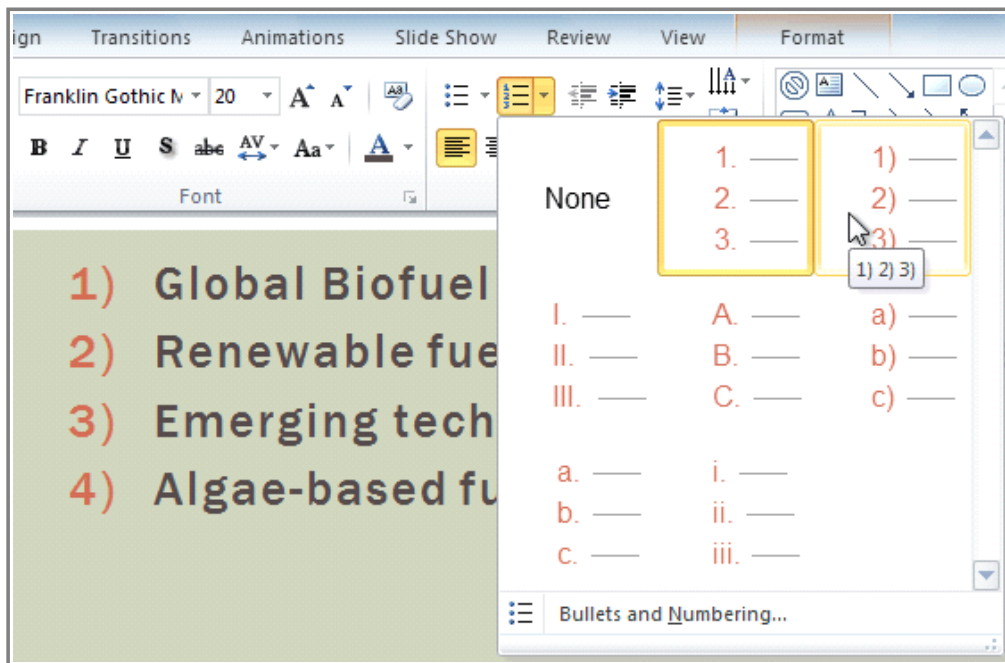 ign Transitions Animations Slide Show Review View Format
Franklin Gothic M 20 A A Aa
B I U S abc AV Aa A
Font
None
1.
2.
3.
1)
2)
3)
1) 2) 3)
I.
II.
III.
A.
B.
C.
a)
b)
c)
a.
b.
c.
i.
ii.
iii.
Bullets and Numbering...
1) Global Biofuel
2) Renewable fue
3) Emerging tech
4) Algae-based fu